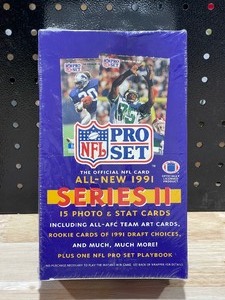 PRO SET
PRO SET
NFL
PRO
SET
THE OFFICIAL NFL CARD
ALL-NEW 1991
SERIES II
15 PHOTO & STAT CARDS
INCLUDING ALL-AFC TEAM ART CARDS,
ROOKIE CARDS OF 1991 DRAFT CHOICES,
AND MUCH, MUCH MORE!
PLUS ONE NFL PRO SET PLAYBOOK